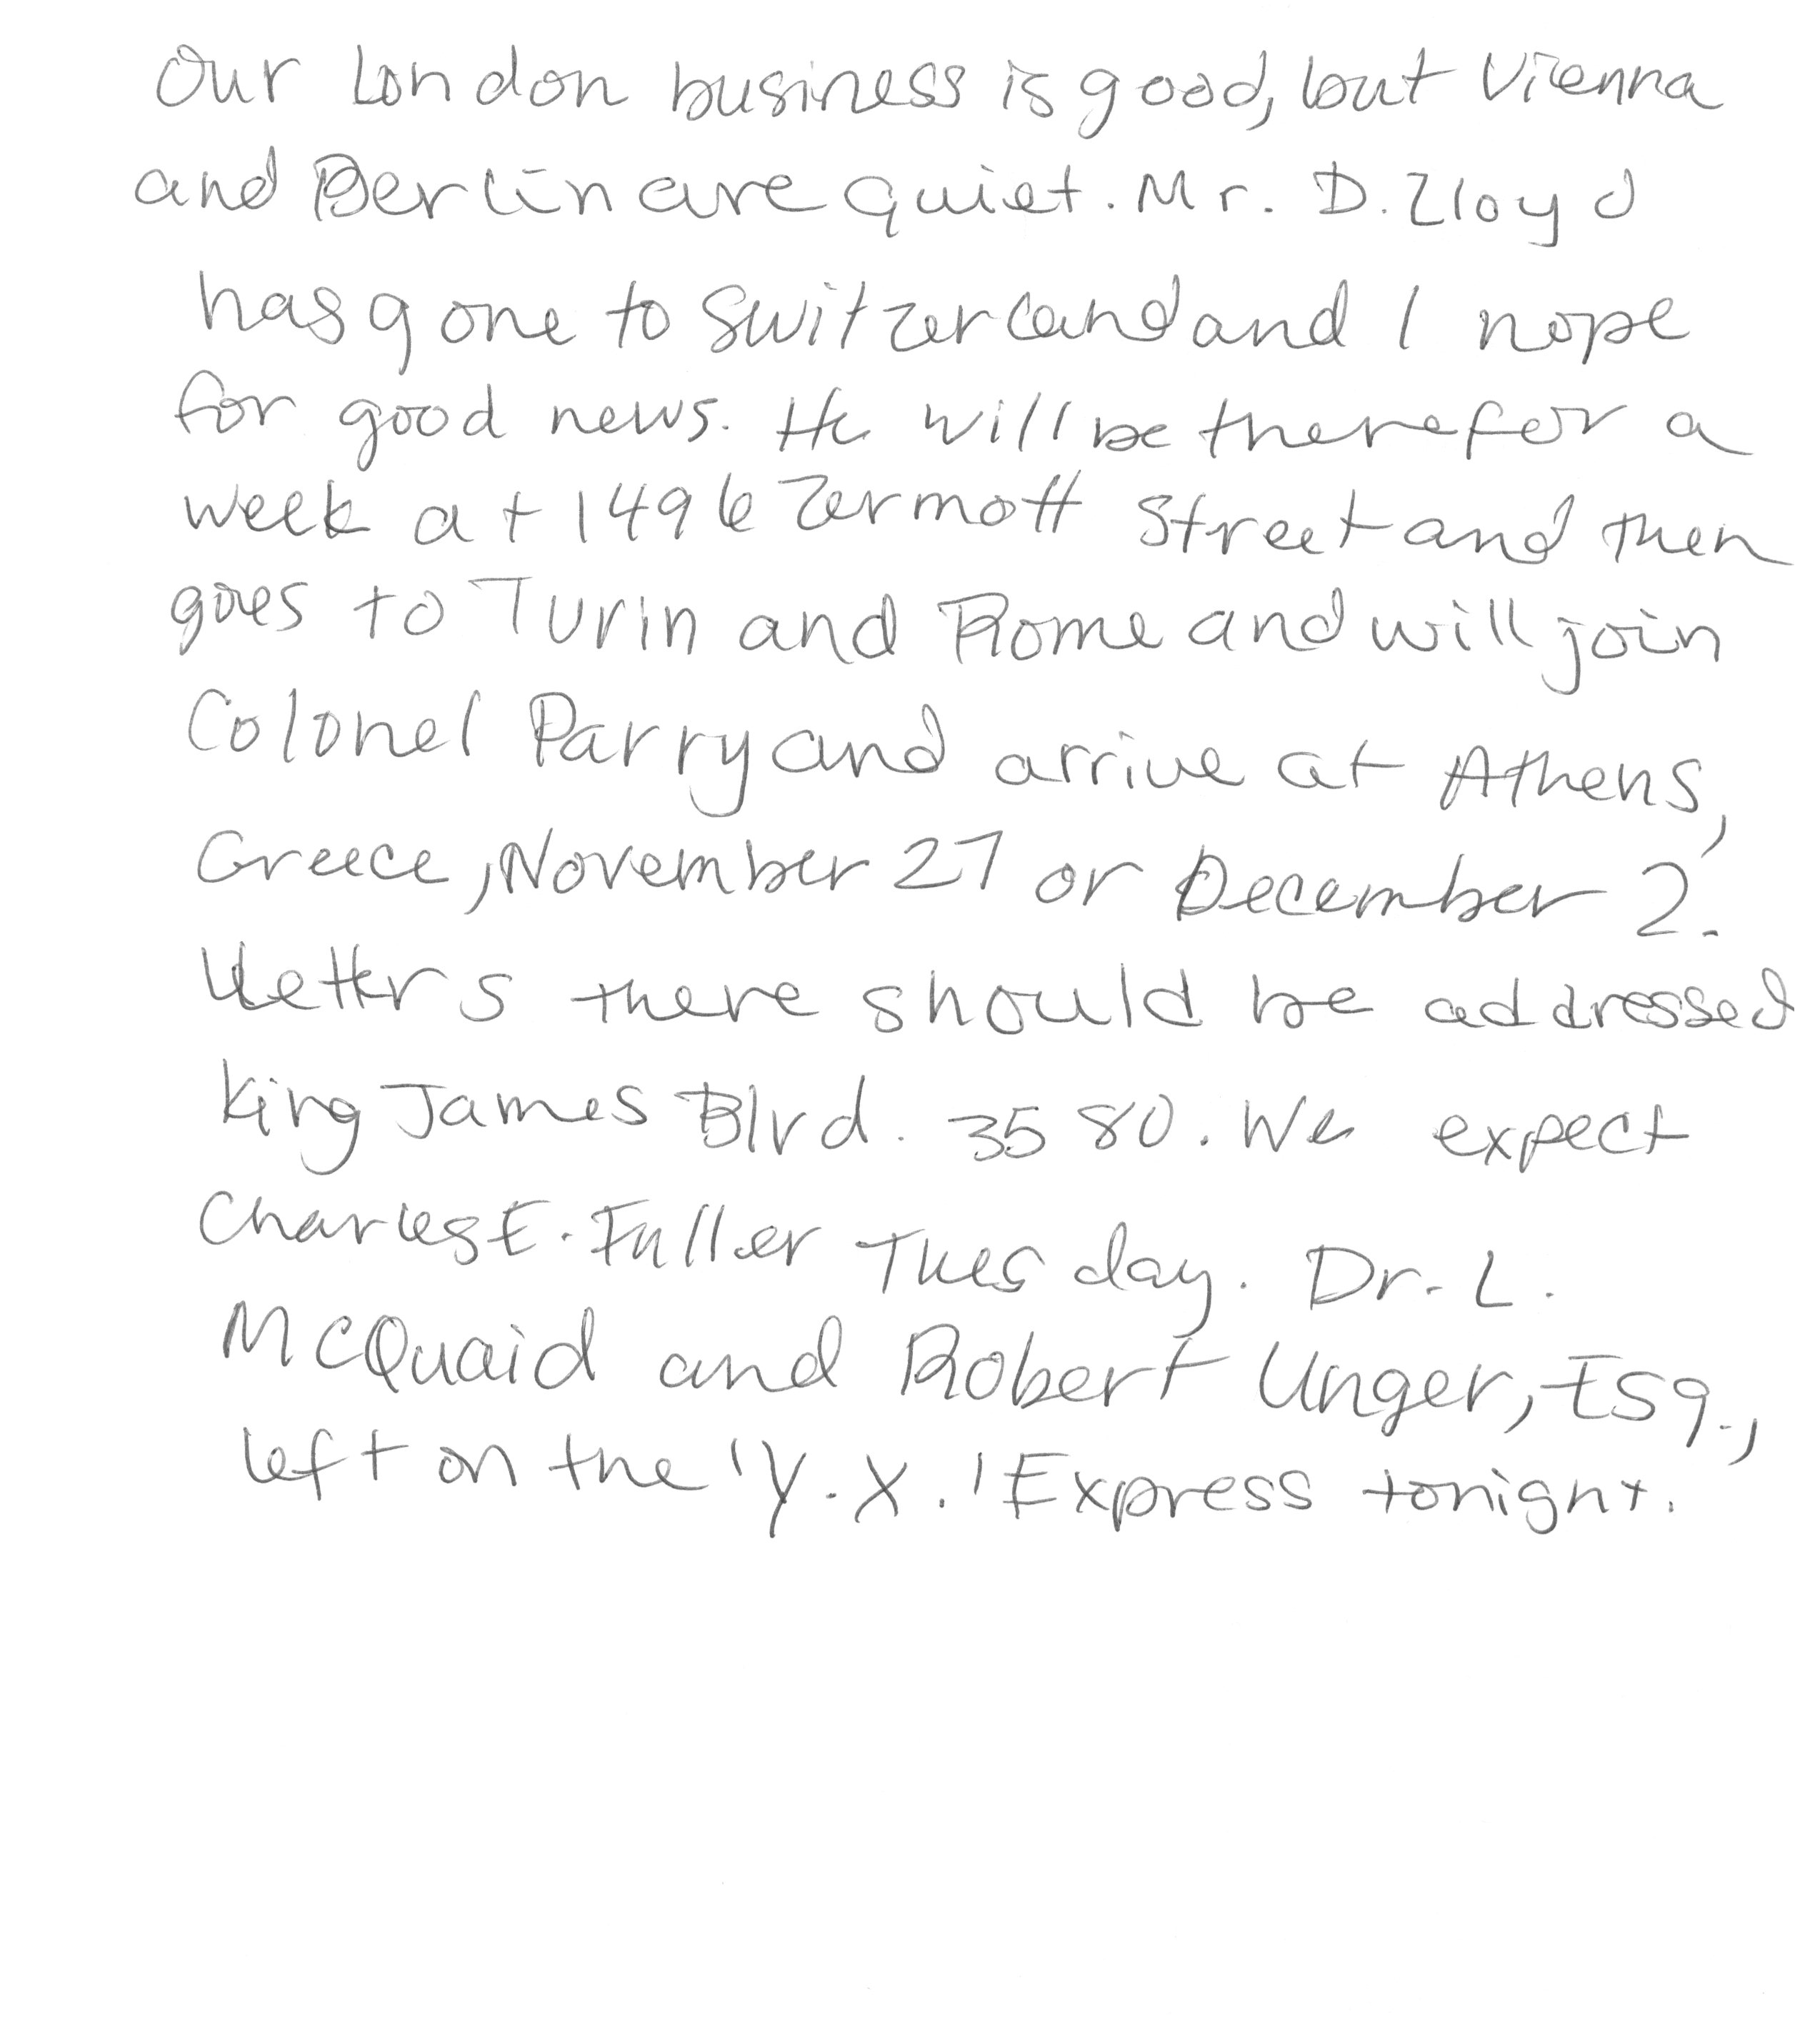 Our London business is good, but Vienna
and Berlin are quiet. Mr. D. Lloyd
has gone to Switzerland and I hope
for good news. He will be there for a
week at 1496 Zermott Street and then
goes to Turin and Rome and will join
Colonel Parry and arrive at Athens,
Greece, November 27 or December 2.
Letters there should be addressed
King James Blvd. 3580. We expect
Charles E. Fuller Tuesday. Dr. L.
McQuaid and Robert Unger, Esq.,
left on the 'Y.X.' Express tonight.